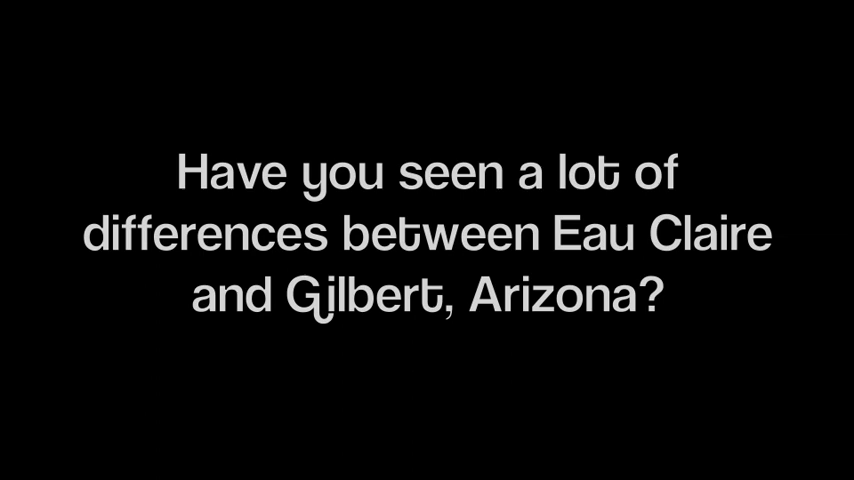 Have you seen a lot of
differences between Eau Claire
and Gilbert, Arizona?